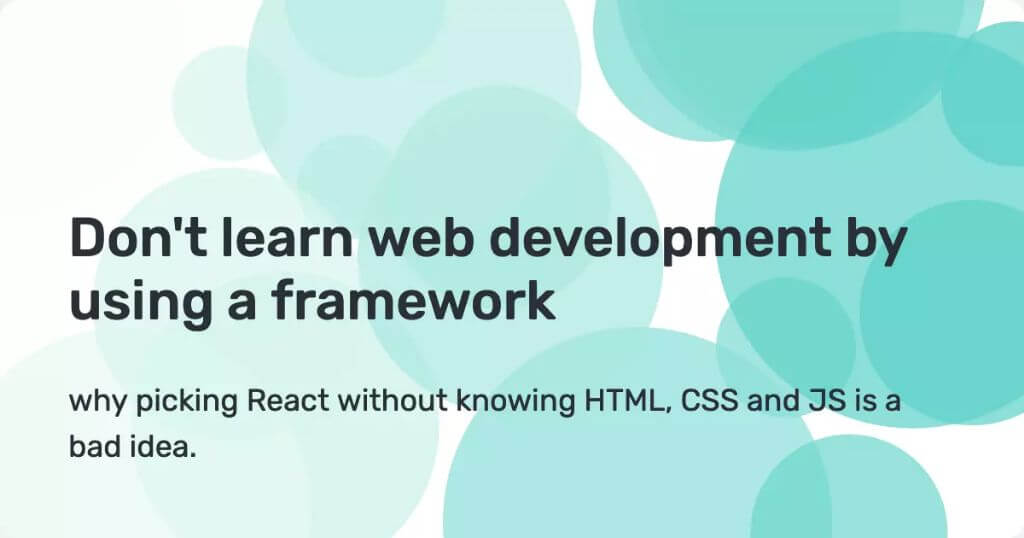 Don't learn web development by
using a framework
why picking React without knowing HTML, CSS and JS is a
bad idea.